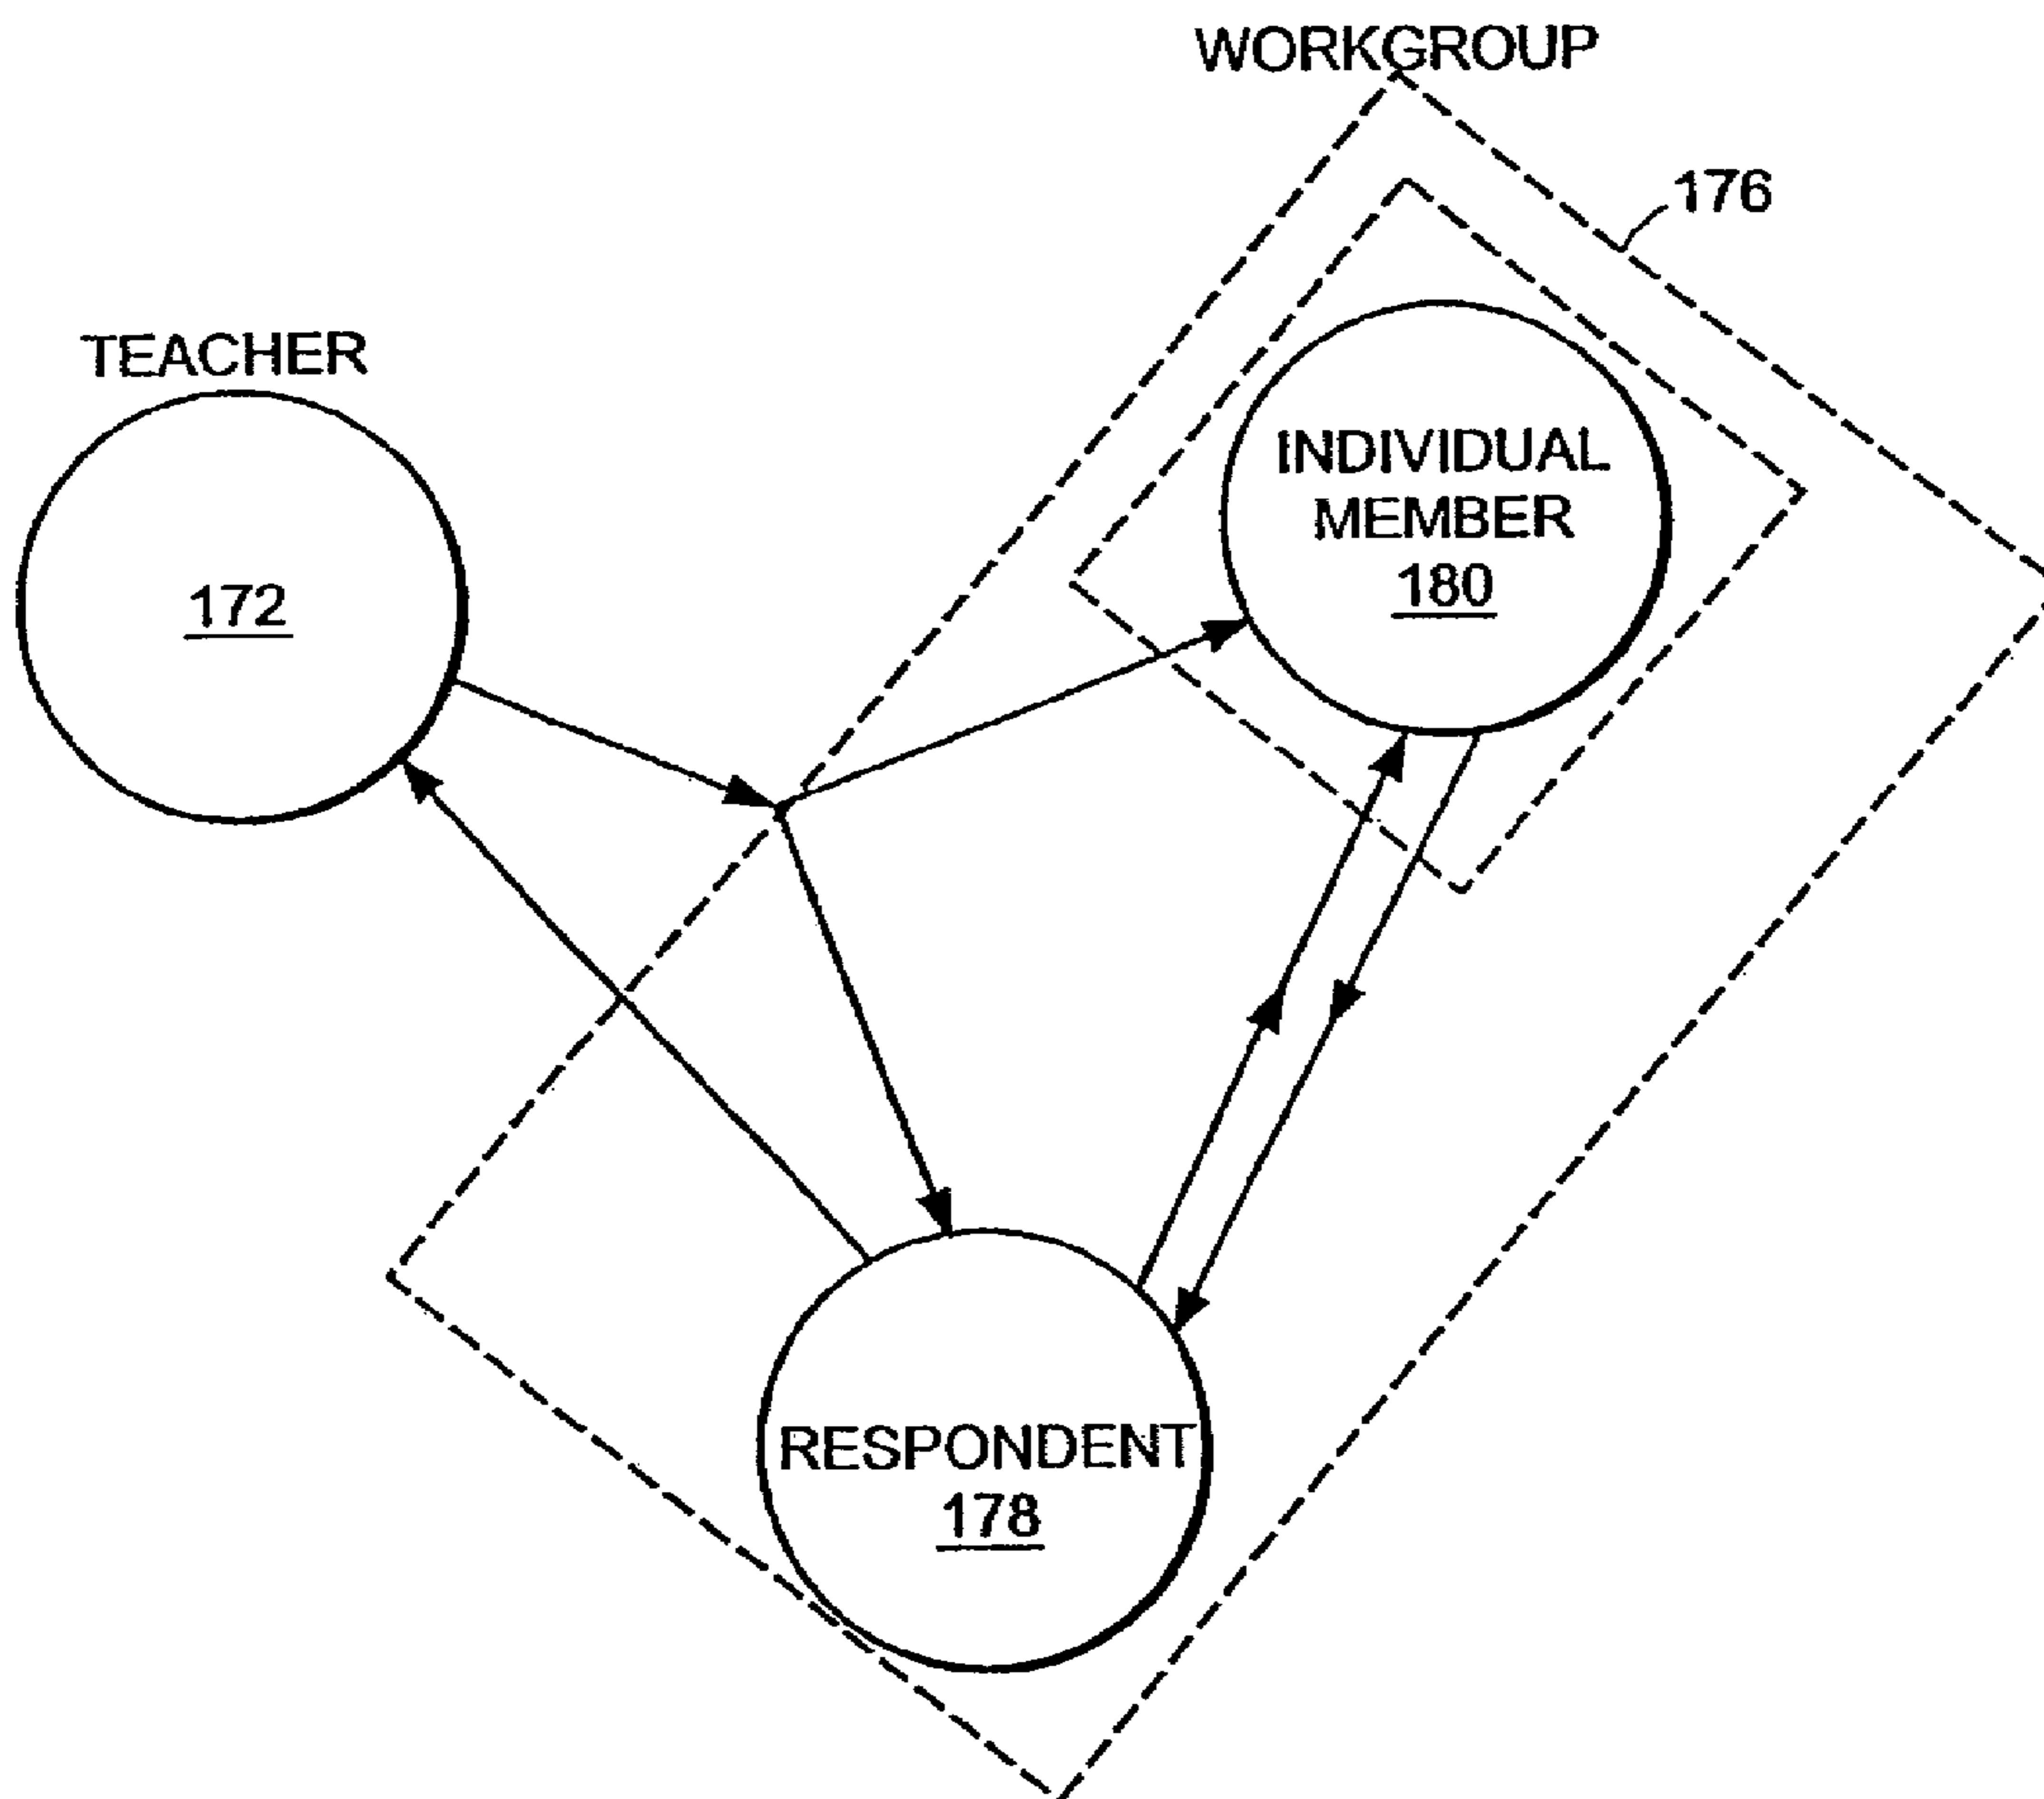 WORKGROUP
176
TEACHER
172
INDIVIDUAL
MEMBER
180
RESPONDENT
178